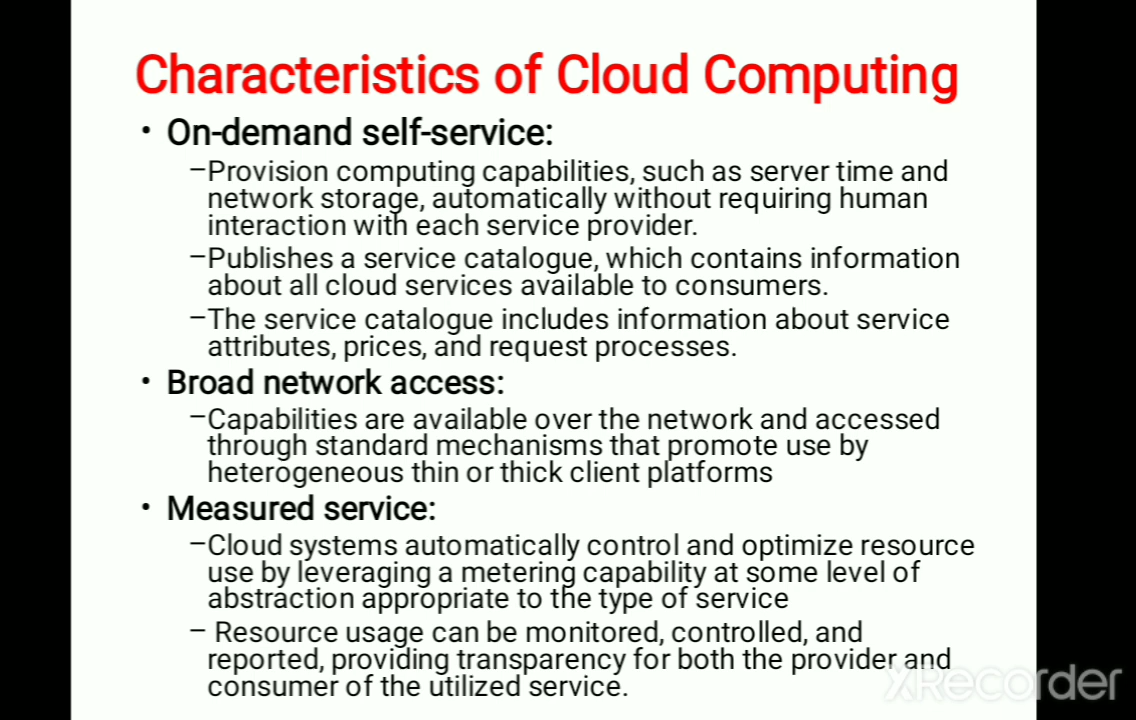 Characteristics of Cloud Computing
• On-demand self-service:
–Provision computing capabilities, such as server time and
network storage, automatically without requiring human
interaction with each service provider.
–Publishes a service catalogue, which contains information
about all cloud services available to consumers.
–The service catalogue includes information about service
attributes, prices, and request processes.
• Broad network access:
–Capabilities are available over the network and accessed
through standard mechanisms that promote use by
heterogeneous thin or thick client platforms
• Measured service:
–Cloud systems automatically control and optimize resource
use by leveraging a metering capability at some level of
abstraction appropriate to the type of service
– Resource usage can be monitored, controlled, and
reported, providing transparency for both the provider and
consumer of the utilized service.
XRecorder